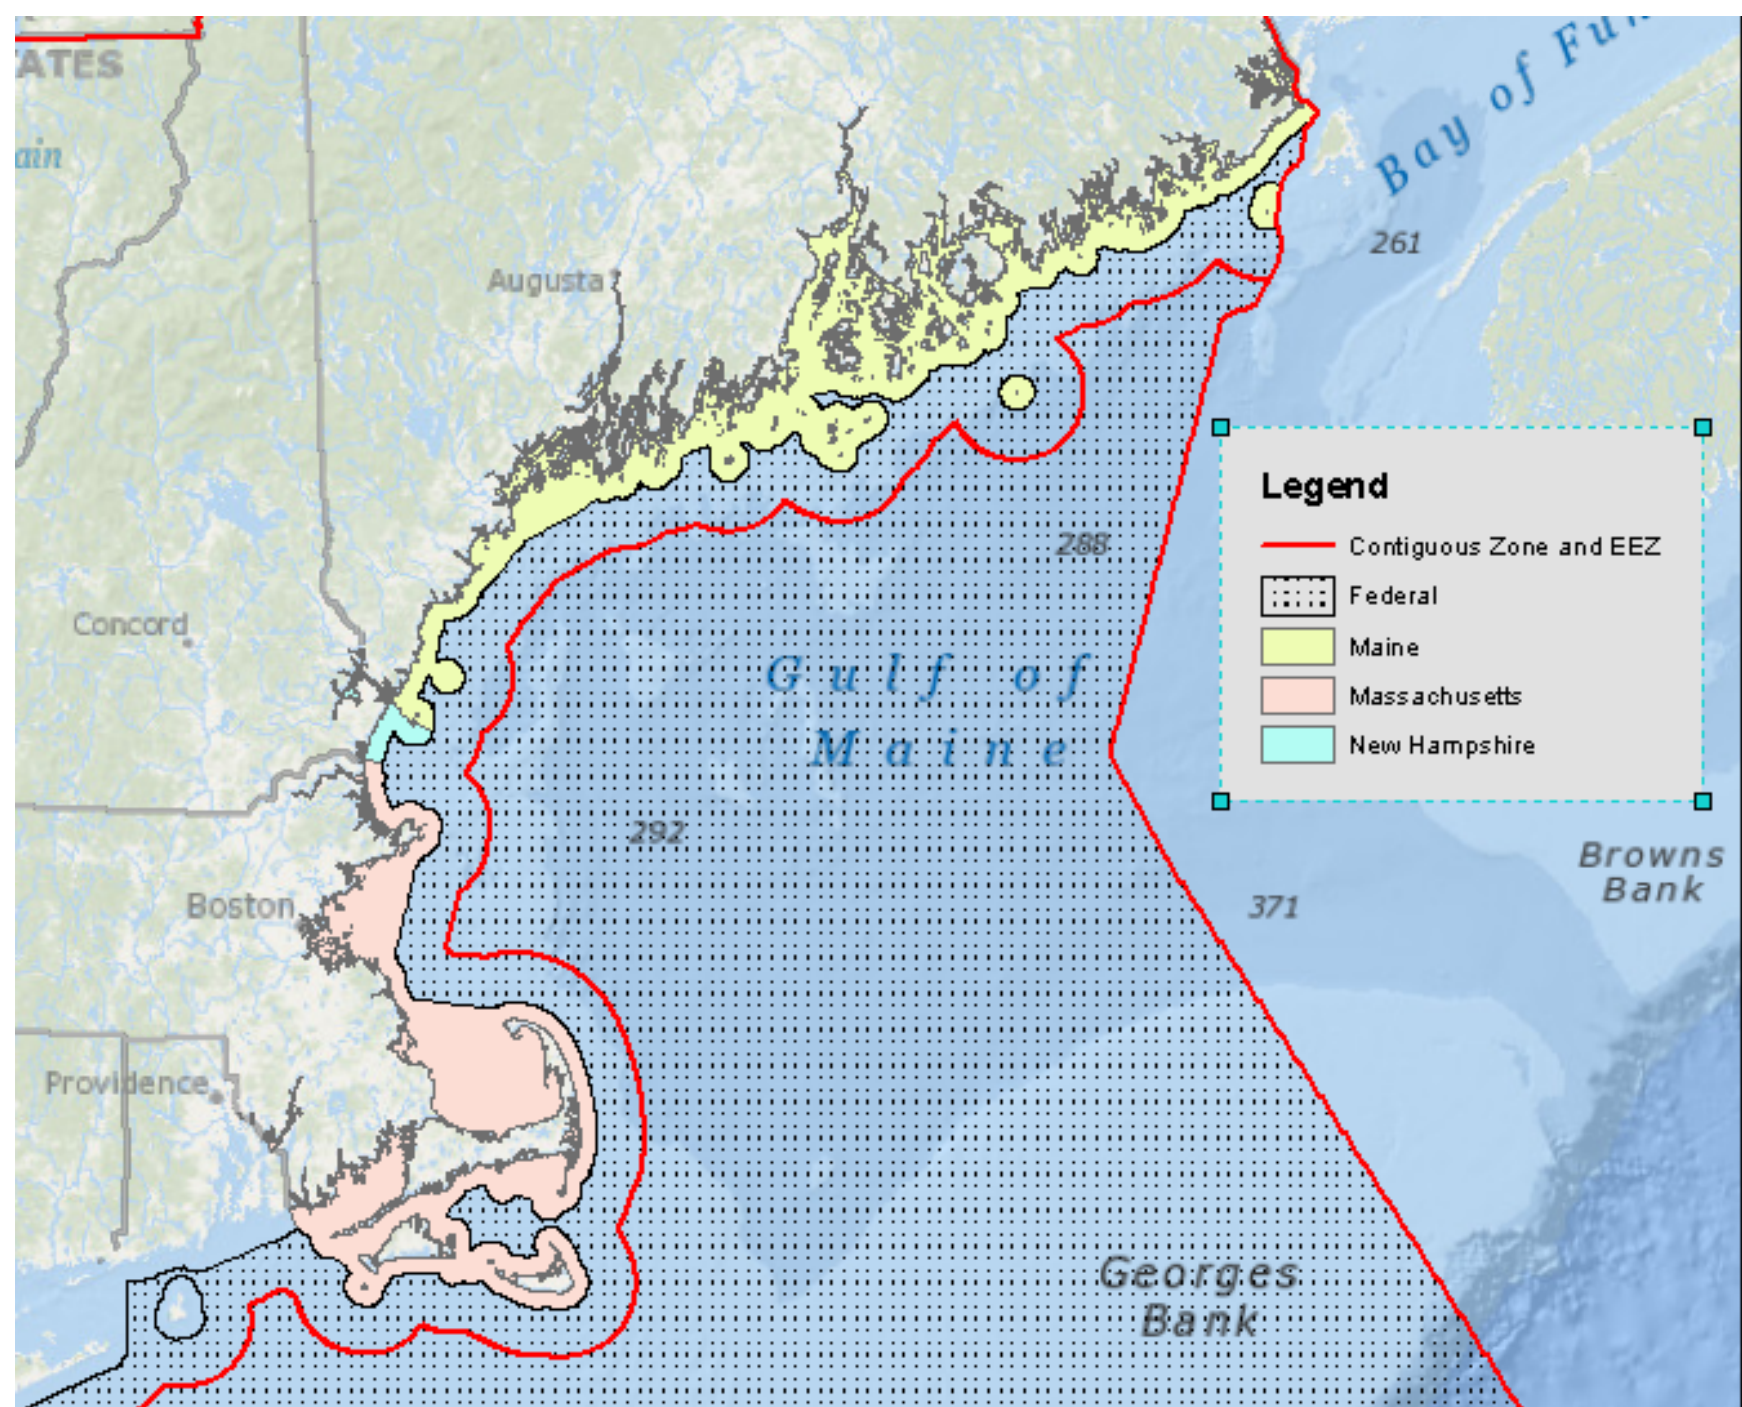 ATES
ain
Bay of Fun
261
Augusta
Legend
Contiguous Zone and EEZ
Federal
Maine
Massachusetts
New Hampshire
288
Concord
Gulf of
Maine
292
Browns
Bank
371
Boston
Providence
Georges
Bank